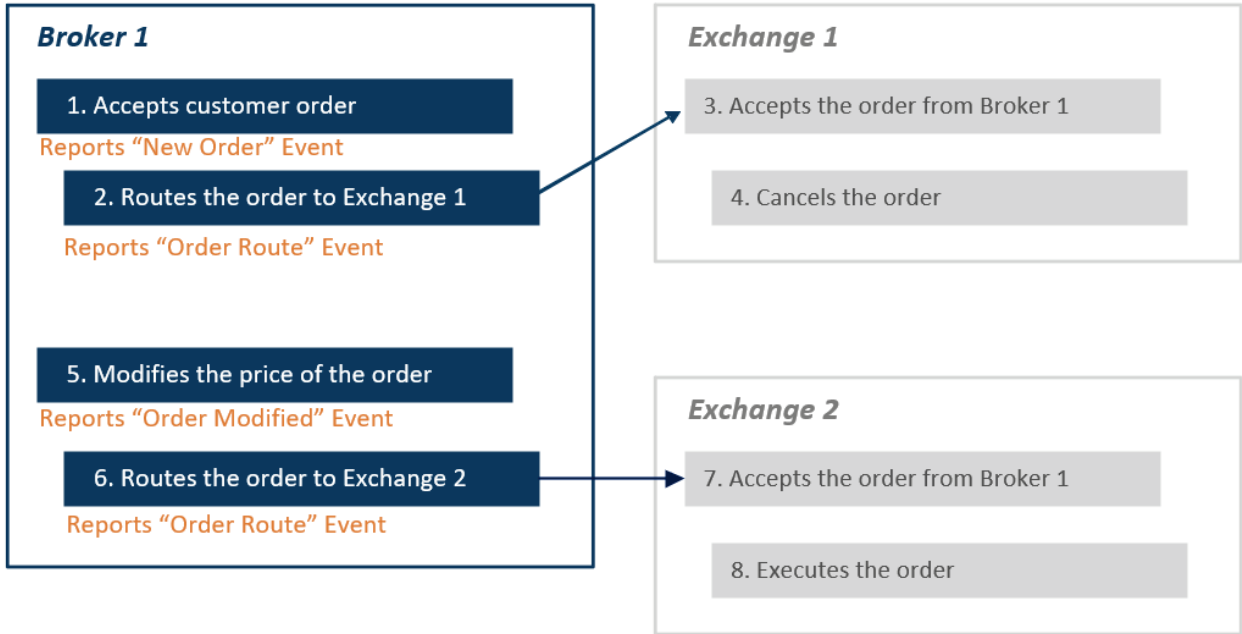 Broker 1
1. Accepts customer order
Reports “New Order” Event
2. Routes the order to Exchange 1
Reports “Order Route” Event
5. Modifies the price of the order
Reports “Order Modified” Event
6. Routes the order to Exchange 2
Reports “Order Route” Event
Exchange 1
3. Accepts the order from Broker 1
4. Cancels the order
Exchange 2
7. Accepts the order from Broker 1
8. Executes the order